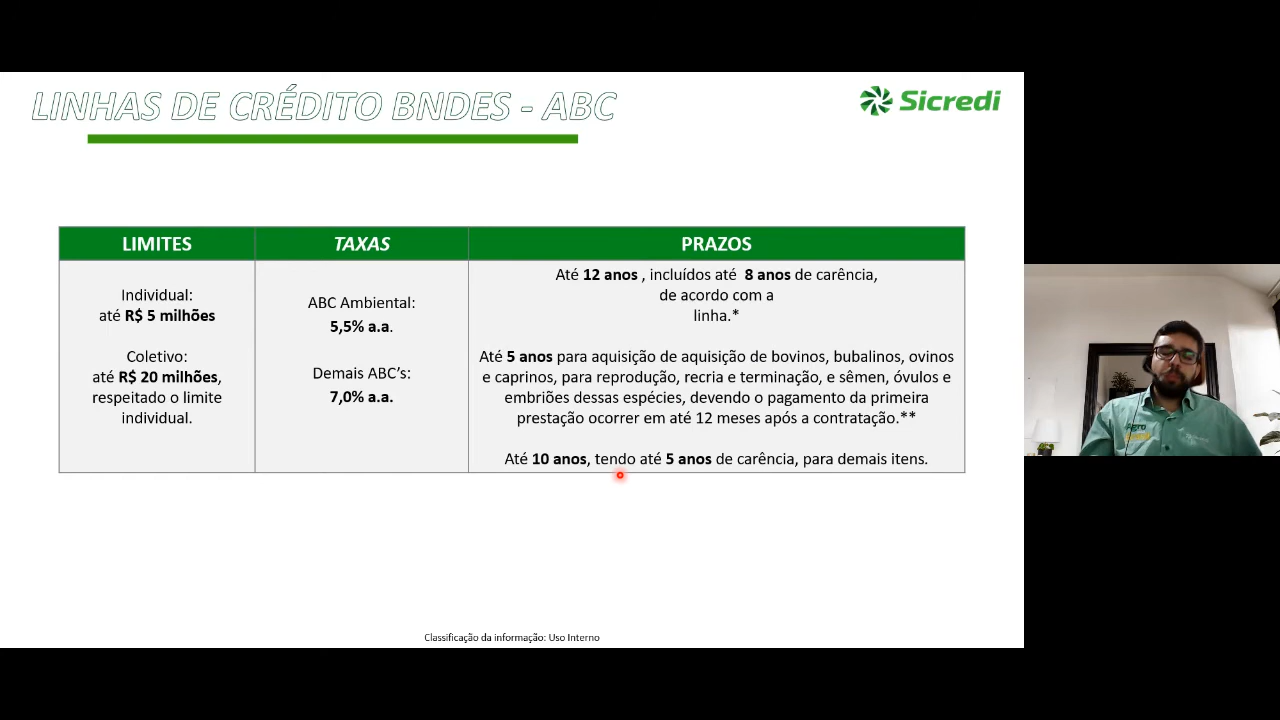 LINHAS DE CRÉDITO BNDES - ABC
Sicredi
LIMITES
TAXAS
PRAZOS
Individual:
até R$ 5 milhões
Coletivo:
até R$ 20 milhões,
respeitado o limite
individual.
ABC Ambiental:
5,5% a.a.
Demais ABC’s:
7,0% a.a.
Até 12 anos , incluídos até 8 anos de carência,
de acordo com a
linha.*
Até 5 anos para aquisição de aquisição de bovinos, bubalinos, ovinos
e caprinos, para reprodução, recria e terminação, e sêmen, óvulos e
embriões dessas espécies, devendo o pagamento da primeira
prestação ocorrer em até 12 meses após a contratação.**
Até 10 anos, tendo até 5 anos de carência, para demais itens.
Classificação da informação: Uso Interno
Agro